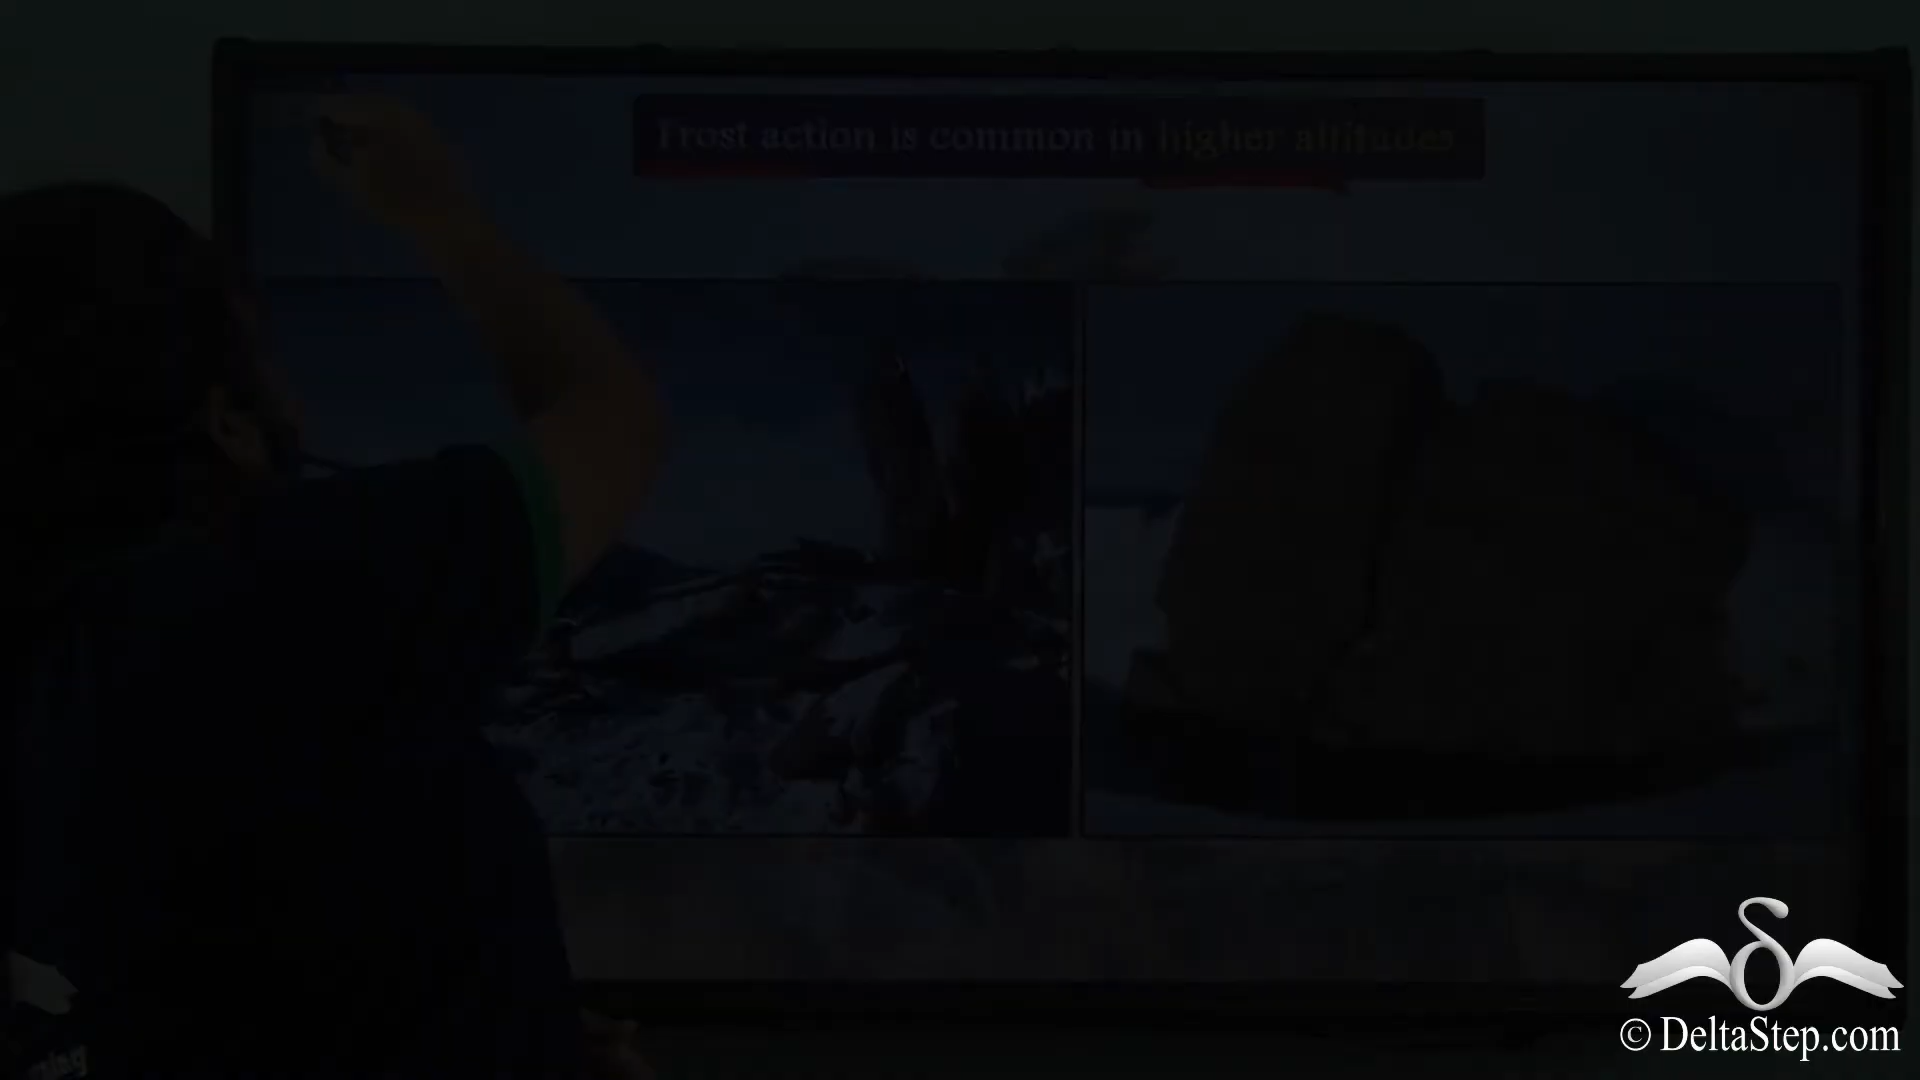 Frost action is common in higher altitudes
© DeltaStep.com